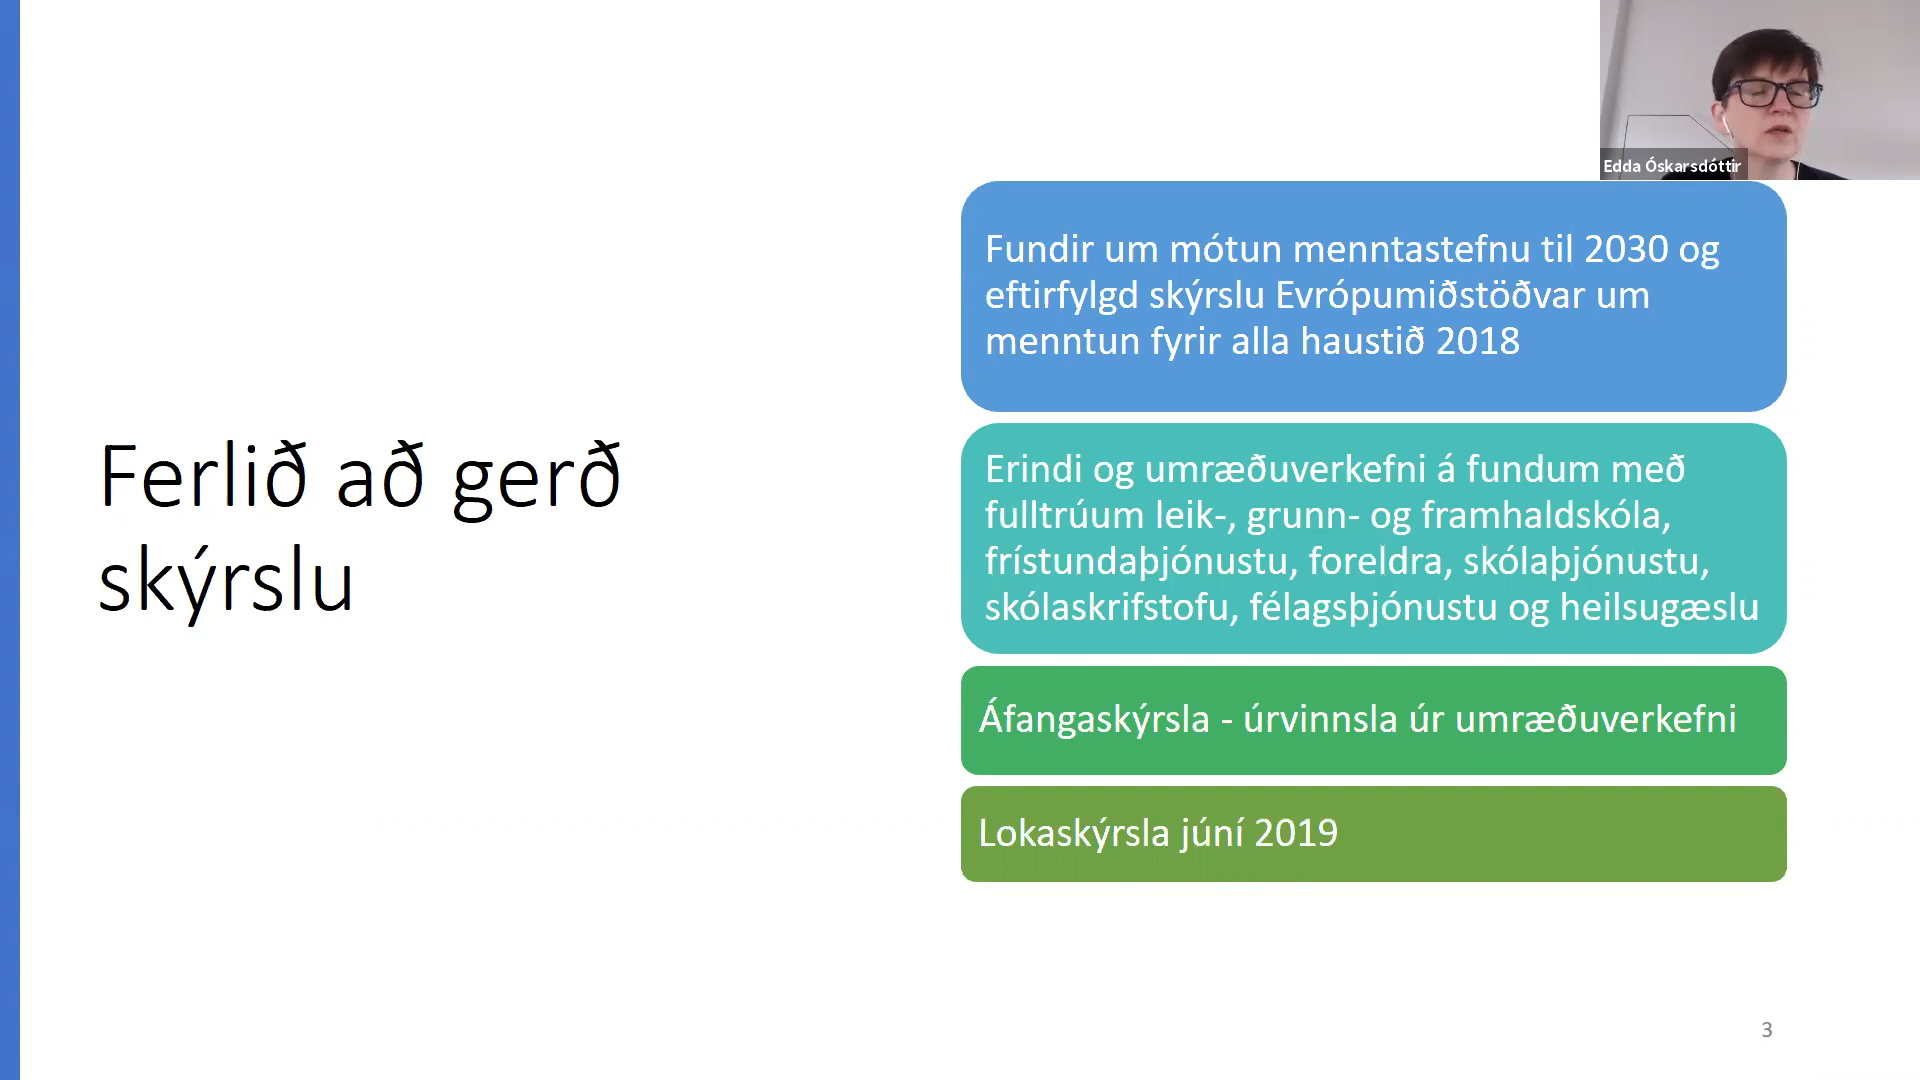 Edda Óskarsdóttir
Ferlið að gerð
skýrslu
Fundir um mótun menntastefnu til 2030 og
eftirfylgd skýrslu Evrópumiðstöðvar um
menntun fyrir alla haustið 2018
Erindi og umræðuverkefni á fundum með
fulltrúum leik-, grunn- og framhaldskóla,
frístundaþjónustu, foreldra, skólaþjónustu,
skólaskrifstofu, félagsþjónustu og heilsugæslu
Áfangaskýrsla - úrvinnsla úr umræðuverkefni
Lokaskýrsla júní 2019
3